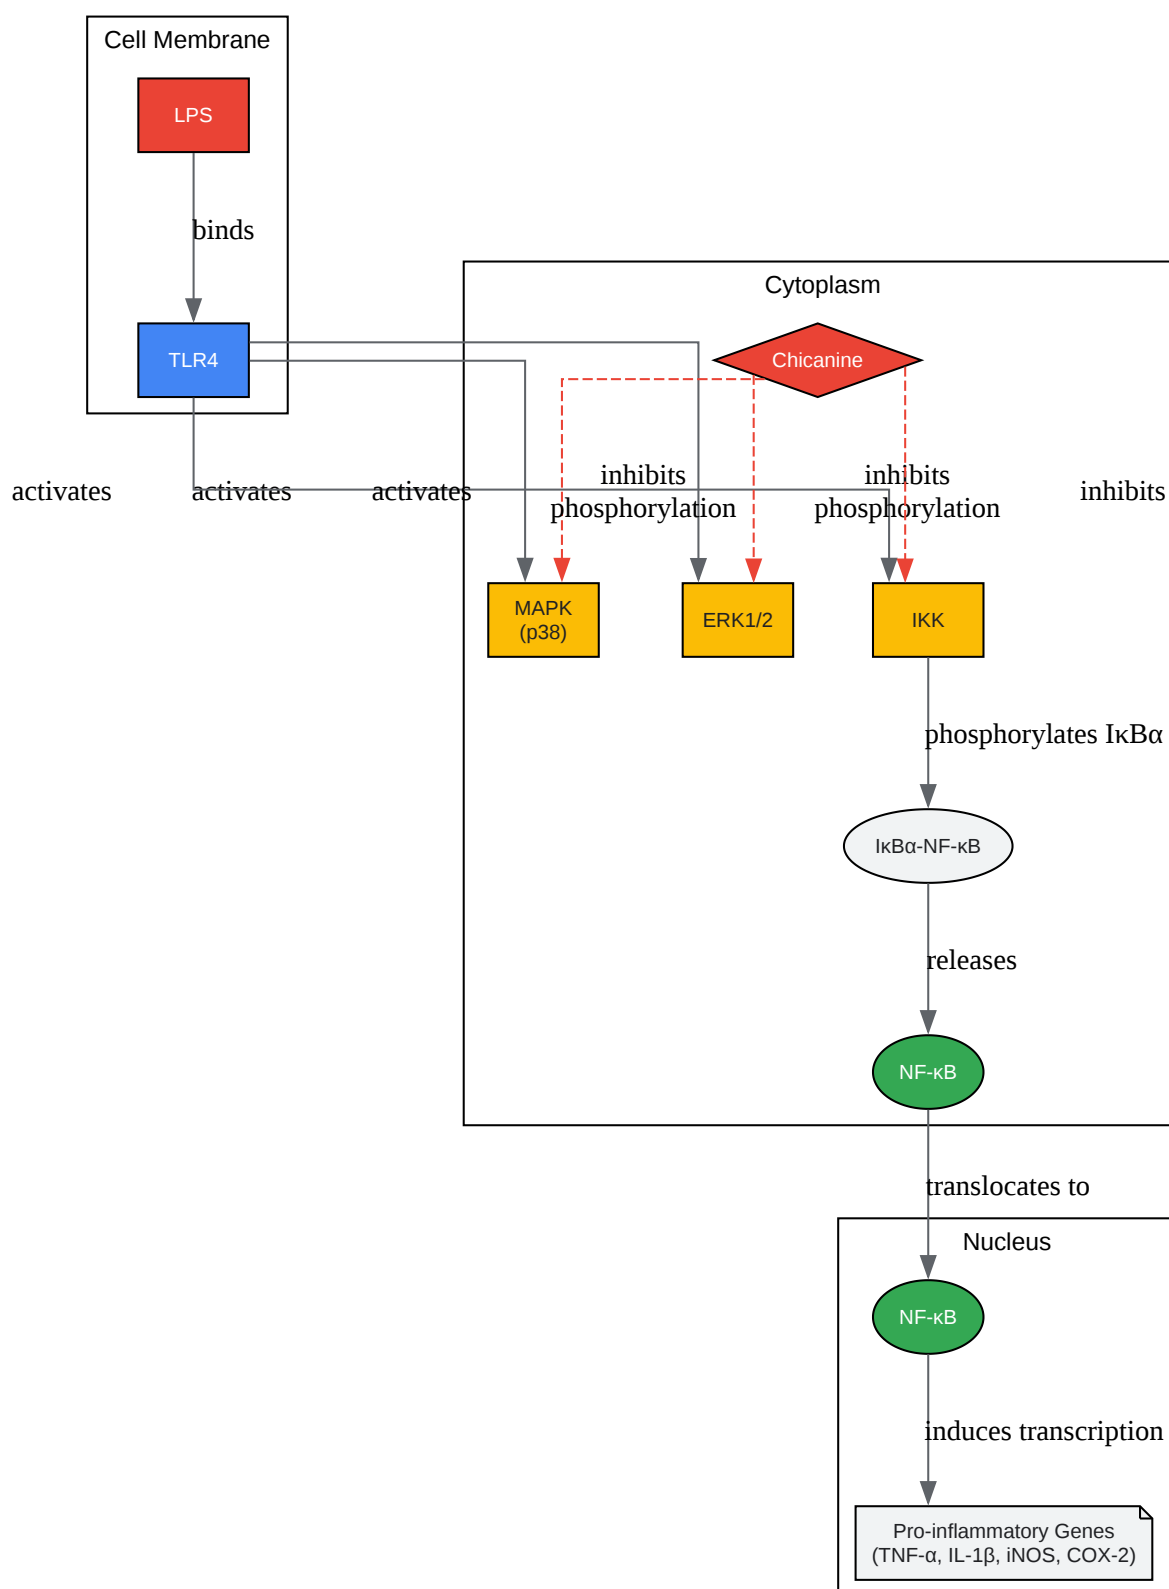 Cell Membrane
LPS
binds
Cytoplasm
TLR4
Chicanine
activates
activates
activates
inhibits
phosphorylation
inhibits
phosphorylation
inhibits
MAPK
(p38)
ERK1/2
IKK
phosphorylates IκBα
IκBα-NF-κB
releases
NF-κB
translocates to
Nucleus
NF-κB
induces transcription
Pro-inflammatory Genes
(TNF-α, IL-1β, iNOS, COX-2)